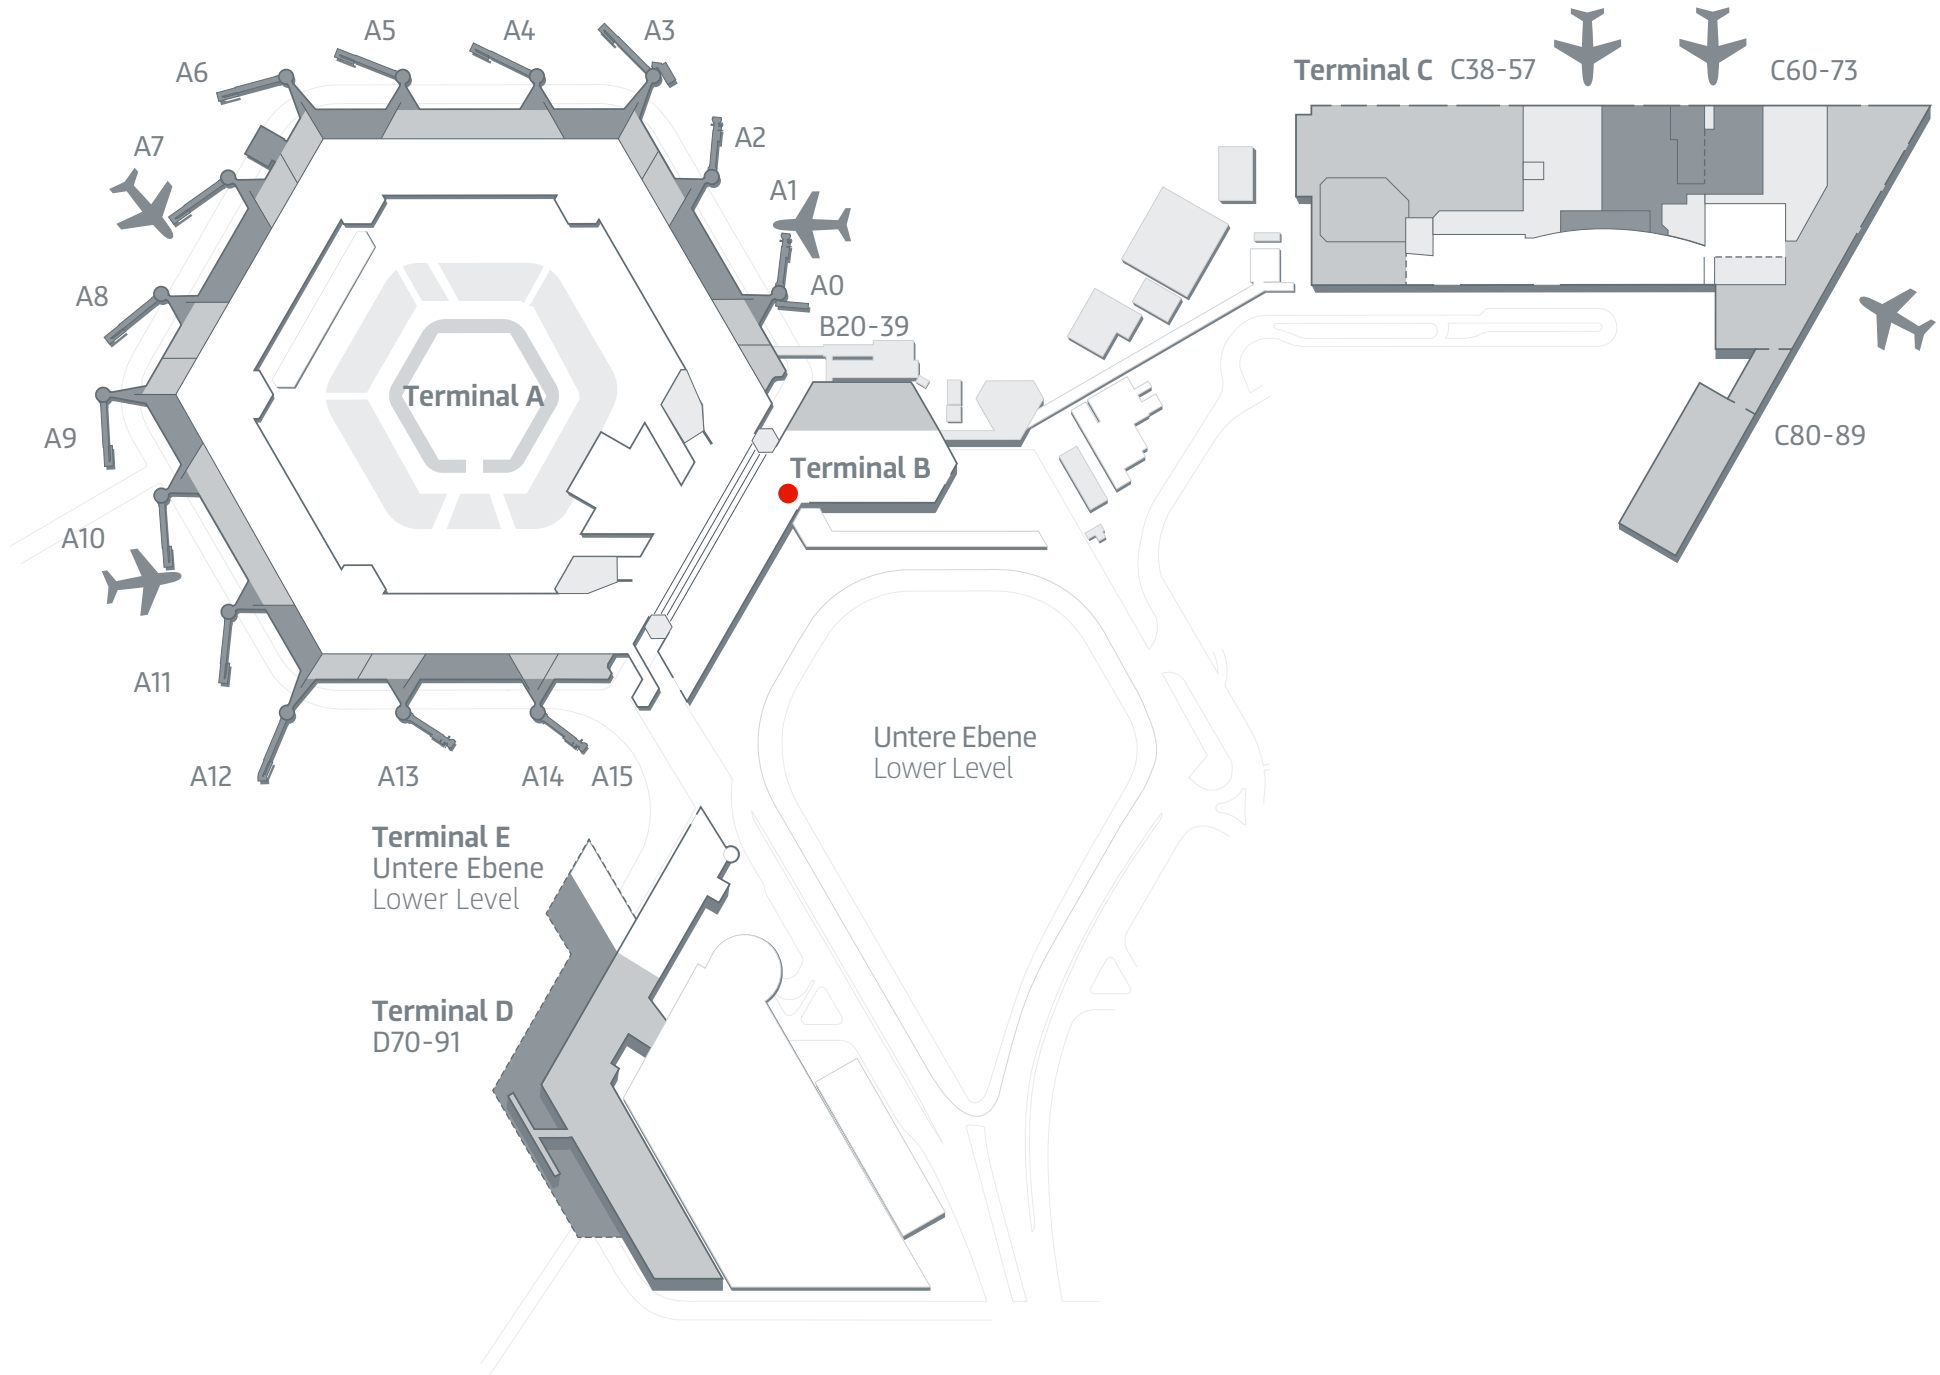 A5
A4
A3
A6
Terminal C C38-57
C60-73
A7
A2
A1
A8
A0
B20-39
Terminal A
A9
C80-89
Terminal B
A10
A11
Untere Ebene
Lower Level
A12
A13
A14
A15
Terminal E
Untere Ebene
Lower Level
Terminal D
D70-91